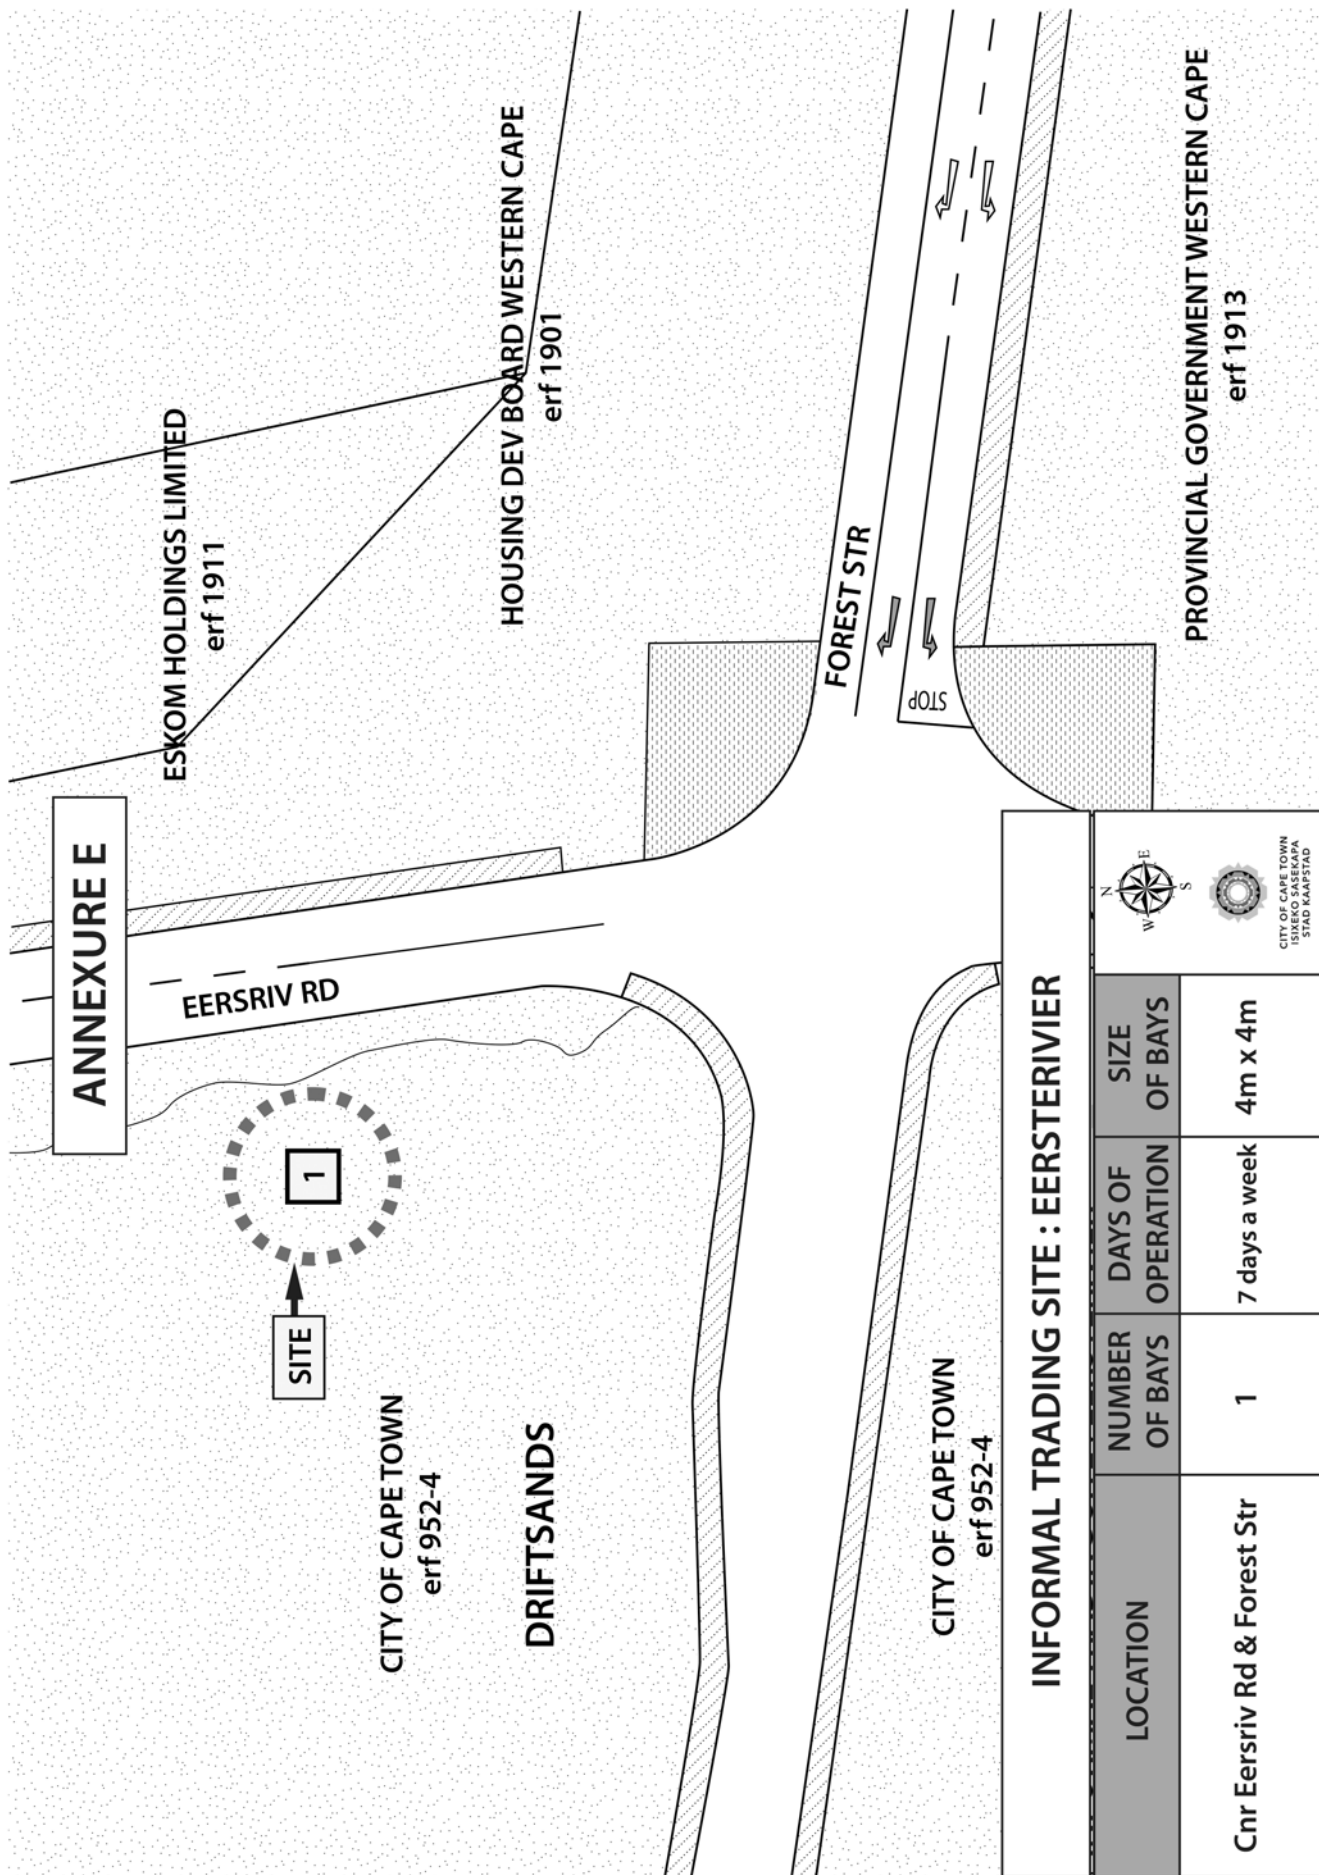 ANNEXURE E
ESKOM HOLDINGS LIMITED
erf 1911
EERSRIV RD
1
SITE
CITY OF CAPE TOWN
erf 952-4
DRIFTSANDS
HOUSING DEV BOARD WESTERN CAPE
erf 1901
FOREST STR
STOP
CITY OF CAPE TOWN
erf 952-4
PROVINCIAL GOVERNMENT WESTERN CAPE
erf 1913
INFORMAL TRADING SITE : EERSTERIVIER
LOCATION
NUMBER
OF BAYS
DAYS OF
OPERATION
SIZE
OF BAYS
Cnr Eersriv Rd & Forest Str
1
7 days a week
4m x 4m
N
W
E
S
CITY OF CAPE TOWN
ISIXEKO SASEKAPA
STAD KAAPSTAD